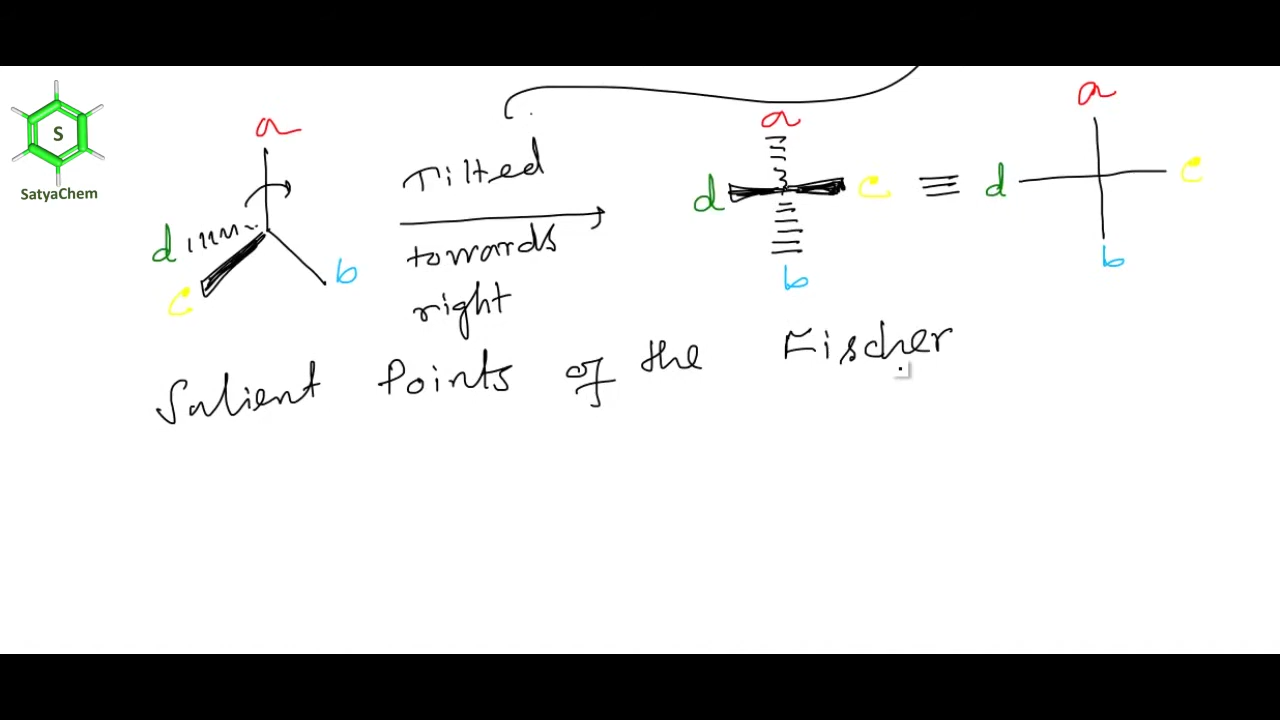 S
SatyaChem
a
d
c
b
Tilted
towards
right
a
d c
b
≡
a
d c
b
Salient Points of the Fischer